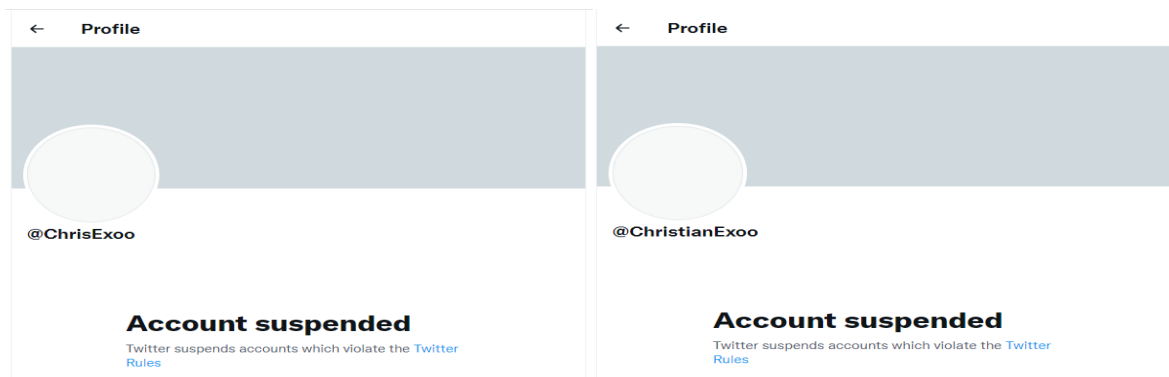 ← Profile
@ChrisExoo
Account suspended
Twitter suspends accounts which violate the Twitter
Rules
← Profile
@ChristianExoo
Account suspended
Twitter suspends accounts which violate the Twitter
Rules